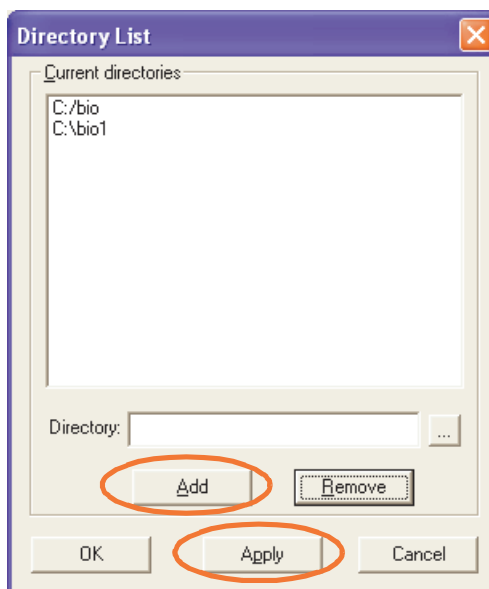 Directory List
Current directories
C:/bio
C:\bio1
Directory:
...
Add
Remove
OK
Apply
Cancel